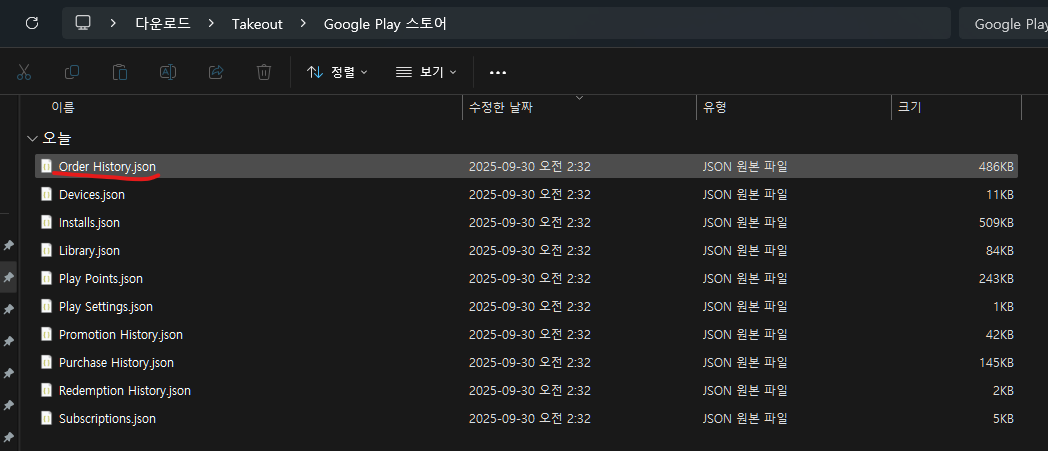 다운로드 > Takeout > Google Play 스토어
Google Play
정렬 보기 •••
이름 수정한 날짜 유형 크기
오늘
Order History.json 2025-09-30 오전 2:32 JSON 원본 파일 486KB
Devices.json 2025-09-30 오전 2:32 JSON 원본 파일 11KB
Installs.json 2025-09-30 오전 2:32 JSON 원본 파일 509KB
Library.json 2025-09-30 오전 2:32 JSON 원본 파일 84KB
Play Points.json 2025-09-30 오전 2:32 JSON 원본 파일 243KB
Play Settings.json 2025-09-30 오전 2:32 JSON 원본 파일 1KB
Promotion History.json 2025-09-30 오전 2:32 JSON 원본 파일 42KB
Purchase History.json 2025-09-30 오전 2:32 JSON 원본 파일 145KB
Redemption History.json 2025-09-30 오전 2:32 JSON 원본 파일 2KB
Subscriptions.json 2025-09-30 오전 2:32 JSON 원본 파일 5KB